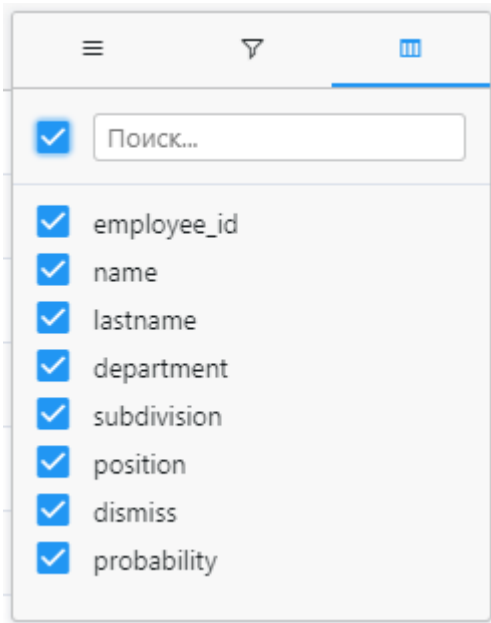 Поиск...
employee_id
name
lastname
department
subdivision
position
dismiss
probability